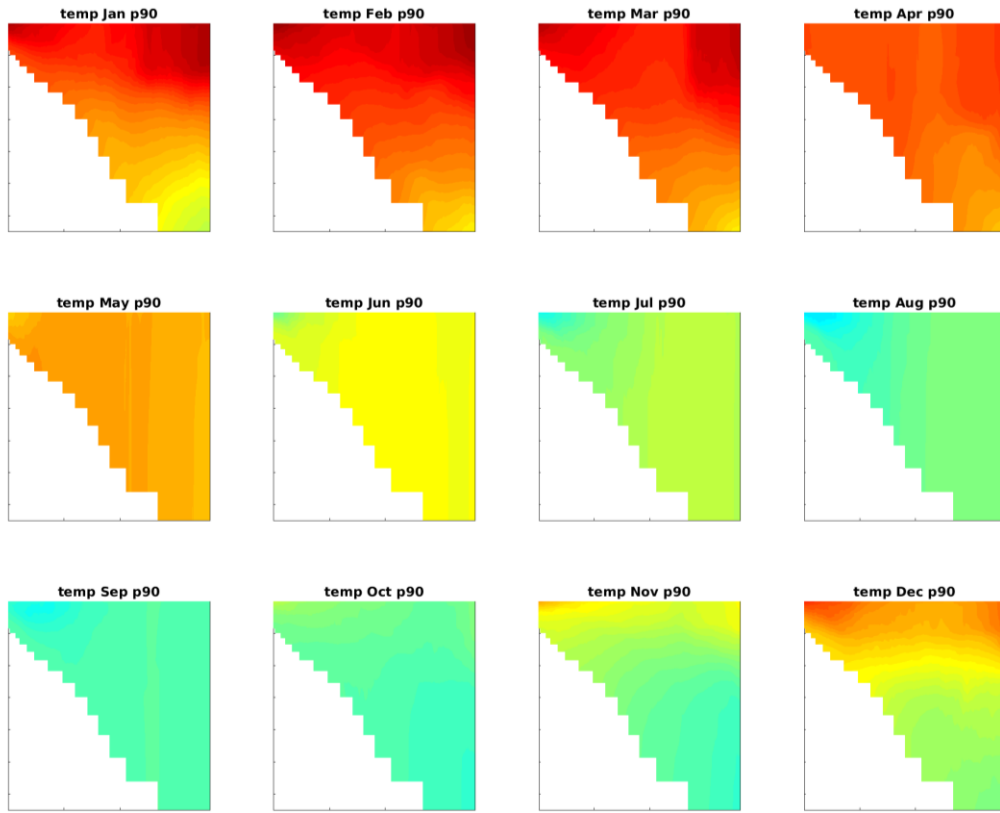 temp Jan p90
temp Feb p90
temp Mar p90
temp Apr p90
temp May p90
temp Jun p90
temp Jul p90
temp Aug p90
temp Sep p90
temp Oct p90
temp Nov p90
temp Dec p90